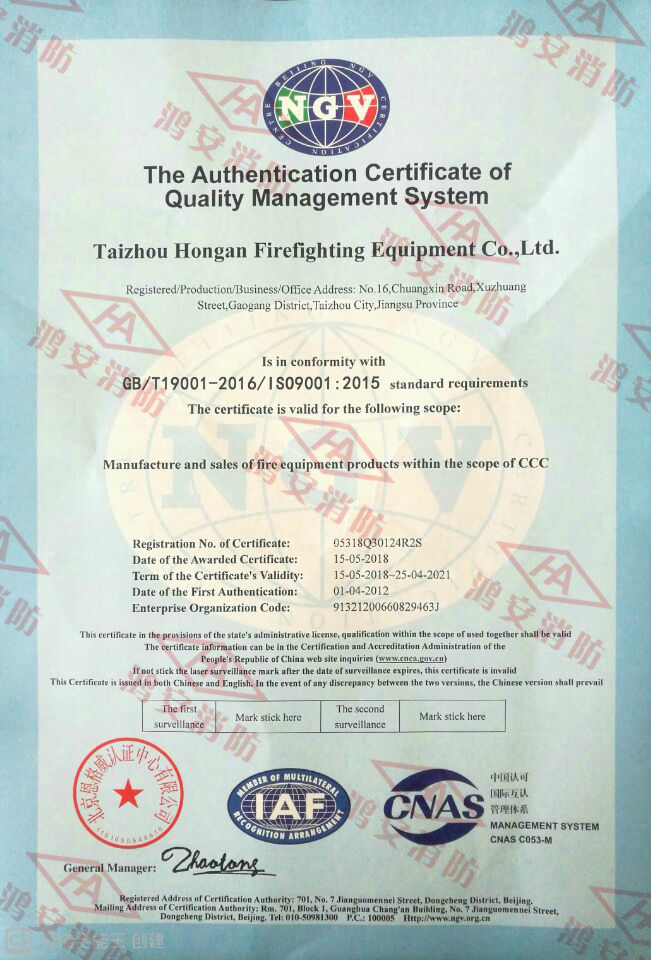 BEIJING NGV
NGV
CERTIFICATION CENTRE
The Authentication Certificate of
Quality Management System
Taizhou Hongan Firefighting Equipment Co.,Ltd.
Registered/Production/Business/Office Address: No.16,Chuangxin Road,Xuzhuang
Street,Gaogang District,Taizhou City,Jiangsu Province
Is in conformity with
GB/T19001-2016/ISO9001:2015 standard requirements
The certificate is valid for the following scope:
Manufacture and sales of fire equipment products within the scope of CCC
Registration No. of Certificate: 05318Q30124R2S
Date of the Awarded Certificate: 15-05-2018
Term of the Certificate's Validity: 15-05-2018~25-04-2021
Date of the First Authentication: 01-04-2012
Enterprise Organization Code: 91321200660829463J
This certificate in the provisions of the state's administrative license, qualification within the scope of used together shall be valid
The certificate information can be in the Certification and Accreditation Administration of the
People's Republic of China web site inquiries (www.cnca.gov.cn)
If not stick the laser surveillance mark after the date of surveillance expires, this certificate is invalid
This Certificate is issued in both Chinese and English. In the event of any discrepancy between the two versions, the Chinese version shall prevail
The first surveillance Mark stick here The second surveillance Mark stick here
北京恩格威认证中心有限公司
MEMBER OF MULTILATERAL
IAF
RECOGNITION ARRANGEMENT
CNAS
中国认可
国际互认
管理体系
MANAGEMENT SYSTEM
CNAS C053-M
General Manager: Zhaolong
Registered Address of Certification Authority: 701, No. 7 Jianguomennei Street, Dongcheng District, Beijing.
Mailing Address of Certification Authority: Rm. 701, Block 1, Guanghua Chang'an Building, No. 7 Jianguomennei Street,
Dongcheng District, Beijing. Tel: 010-50981300 P.C.: 100005 Http://www.ngv.org.cn
HA
鸿安消防
CS
全能王 创建